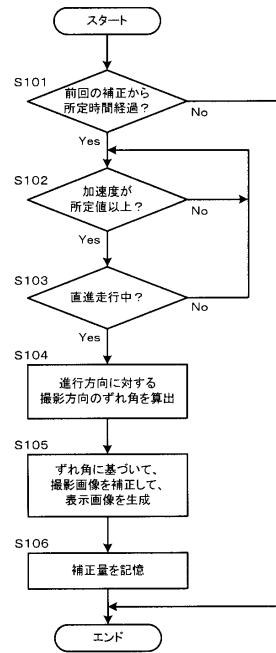 スタート
S101
前回の補正から
所定時間経過？
No
Yes
S102
加速度が
所定値以上？
No
Yes
S103
直進走行中？
No
Yes
S104
進行方向に対する
撮影方向のずれ角を算出
S105
ずれ角に基づいて、
撮影画像を補正して、
表示画像を生成
S106
補正量を記憶
エンド